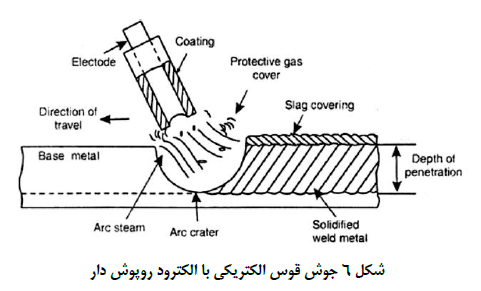 Electode
Coating
Protective gas
cover
Direction of
travel
Slag covering
Base metal
Depth of
penetration
Arc steam
Arc crater
Solidified
weld metal
شکل ٦ جوش قوس الکتریکی با الکترود روپوش دار